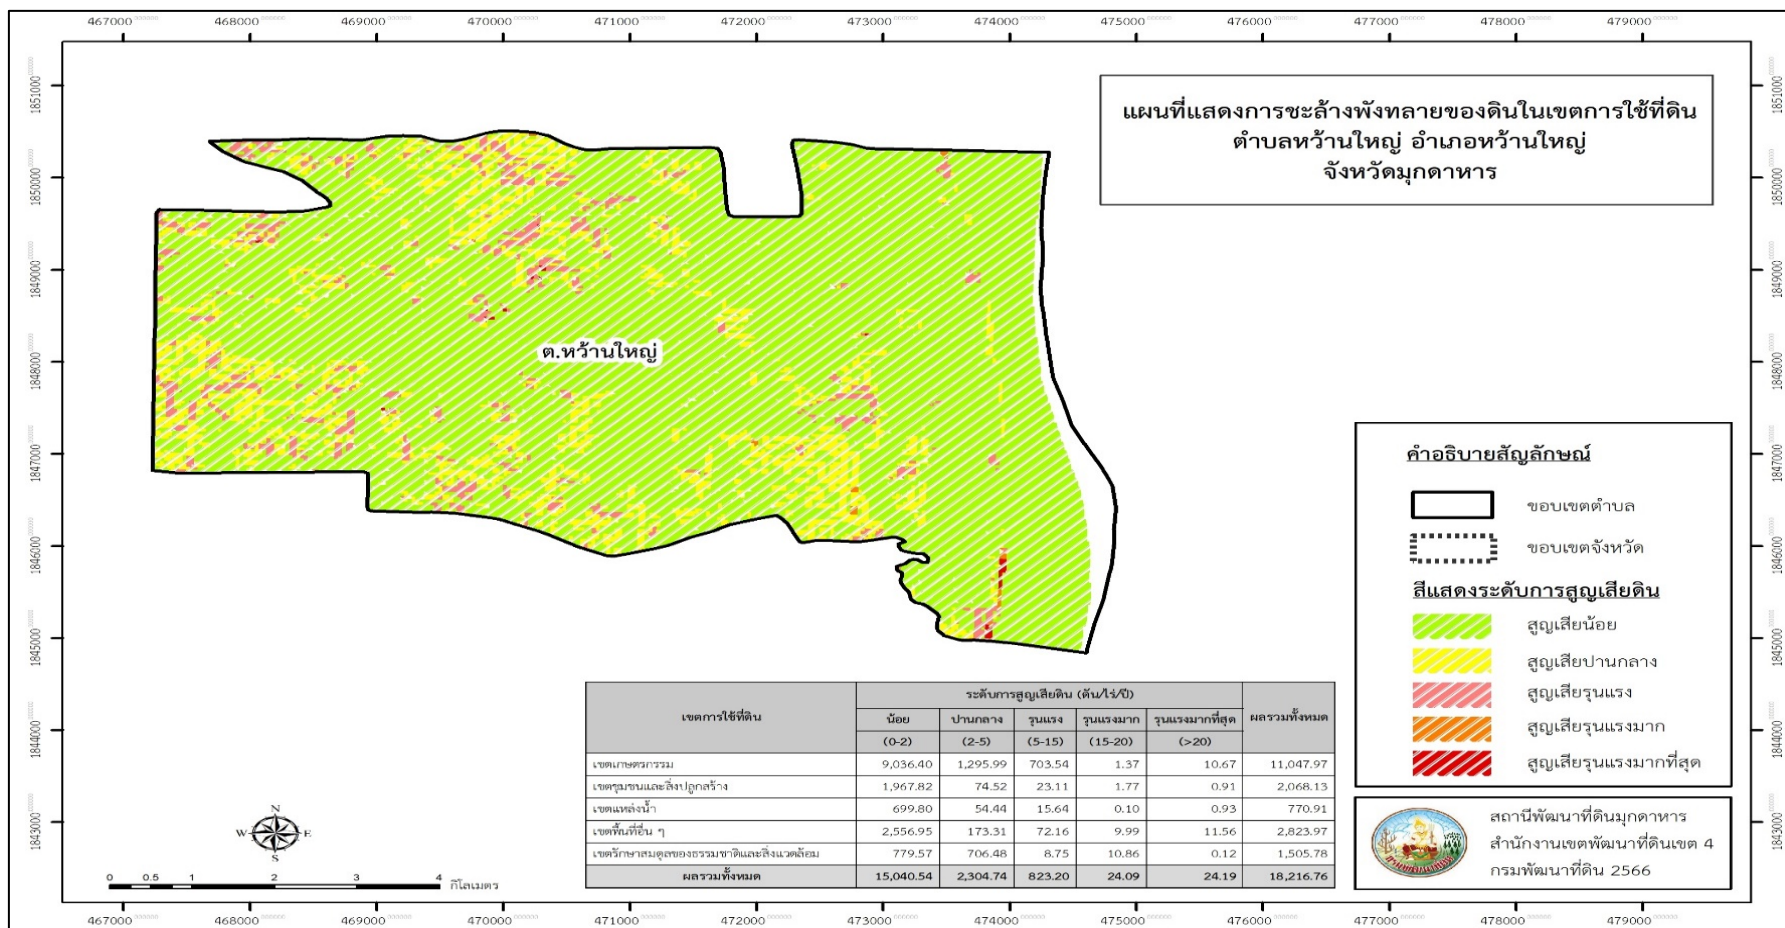 467000 468000 469000 470000 471000 472000 473000 474000 475000 476000 477000 478000 479000
1851000 1851000
1850000 1850000
1849000 1849000
1848000 1848000
1847000 1847000
1846000 1846000
1845000 1845000
1844000 1844000
1843000 1843000
แผนที่แสดงการชะล้างพังทลายของดินในเขตการใช้ที่ดิน
ตำบลหว้านใหญ่ อำเภอหว้านใหญ่
จังหวัดมุกดาหาร
ต.หว้านใหญ่
คำอธิบายสัญลักษณ์
ขอบเขตตำบล
ขอบเขตจังหวัด
สีแสดงระดับการสูญเสียดิน
สูญเสียน้อย
สูญเสียปานกลาง
สูญเสียรุนแรง
สูญเสียรุนแรงมาก
สูญเสียรุนแรงมากที่สุด
เขตการใช้ที่ดิน ระดับการสูญเสียดิน (ตัน/ไร่/ปี) ผลรวมทั้งหมด
น้อย ปานกลาง รุนแรง รุนแรงมาก รุนแรงมากที่สุด
(0-2) (2-5) (5-15) (15-20) (>20)
เขตเกษตรกรรม 9,036.40 1,295.99 703.54 1.37 10.67 11,047.97
เขตชุมชนและสิ่งปลูกสร้าง 1,967.82 74.52 23.11 1.77 0.91 2,068.13
เขตแหล่งน้ำ 699.80 54.44 15.64 0.10 0.93 770.91
เขตพื้นที่อื่น ๆ 2,556.95 173.31 72.16 9.99 11.56 2,823.97
เขตรักษาสมดุลของธรรมชาติและสิ่งแวดล้อม 779.57 706.48 8.75 10.86 0.12 1,505.78
ผลรวมทั้งหมด 15,040.54 2,304.74 823.20 24.09 24.19 18,216.76
N
W E
S
0 0.5 1 2 3 4
กิโลเมตร
สถานีพัฒนาที่ดินมุกดาหาร
สำนักงานเขตพัฒนาที่ดินเขต 4
กรมพัฒนาที่ดิน 2566
467000 468000 469000 470000 471000 472000 473000 474000 475000 476000 477000 478000 479000